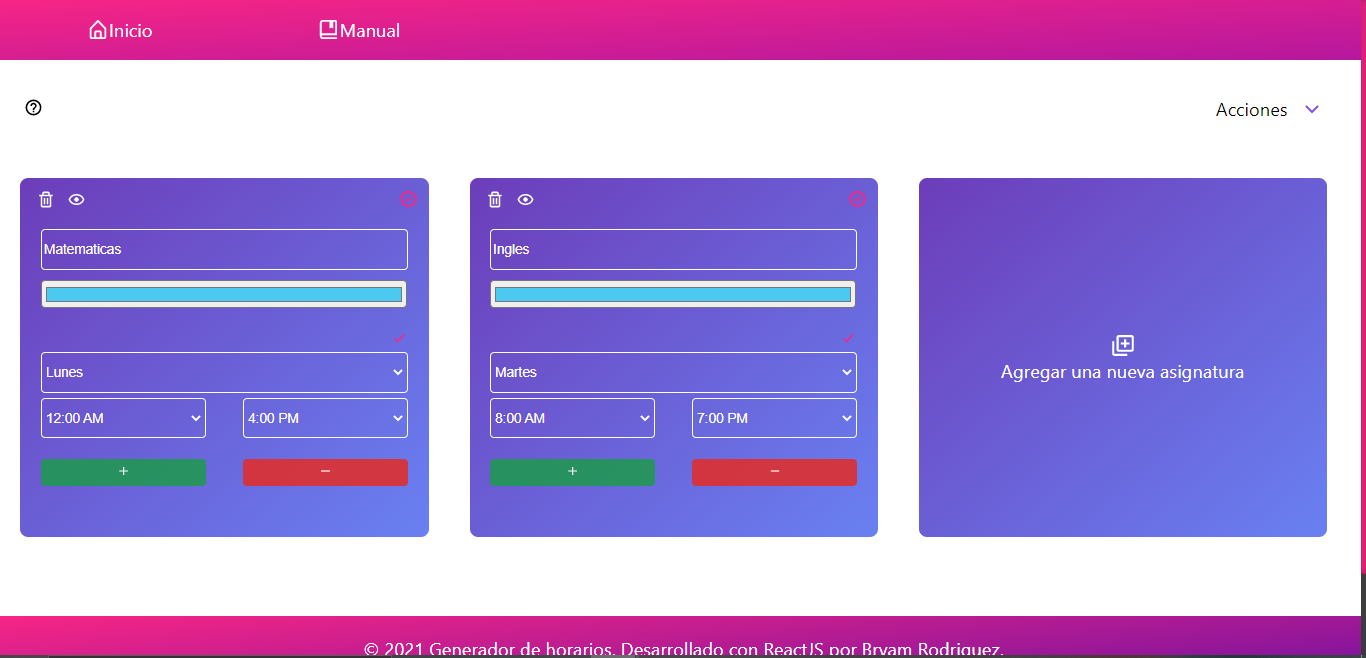 Inicio
Manual
Acciones
Matematicas
Lunes
12:00 AM
4:00 PM
+
−
Ingles
Martes
8:00 AM
7:00 PM
+
−
Agregar una nueva asignatura
© 2021 Generador de horarios. Desarrollado con ReactJS por Bryam Rodriguez.